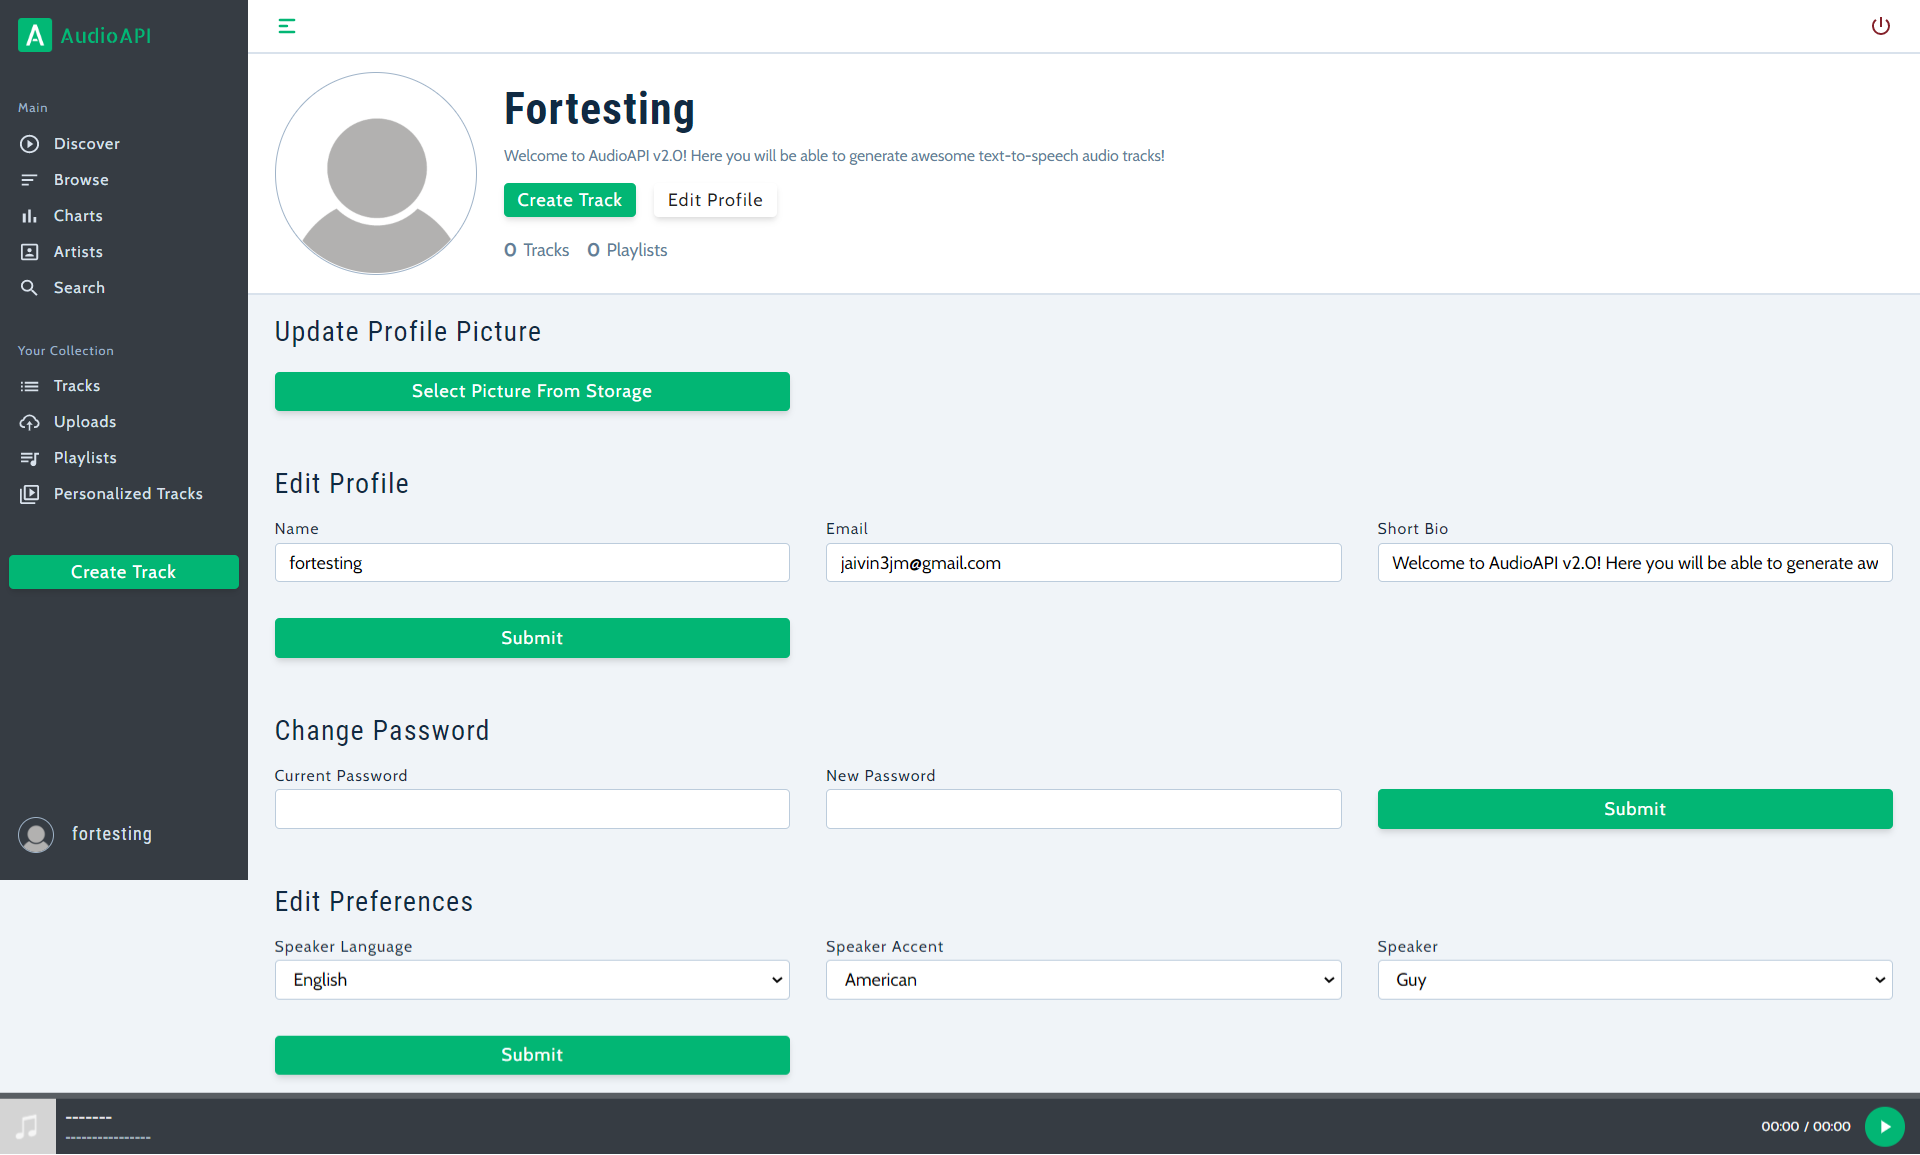 AudioAPI
Main
Discover
Browse
Charts
Artists
Search
Your Collection
Tracks
Uploads
Playlists
Personalized Tracks
Create Track
fortesting
Fortesting
Welcome to AudioAPI v2.0! Here you will be able to generate awesome text-to-speech audio tracks!
Create Track Edit Profile
0 Tracks 0 Playlists
Update Profile Picture
Select Picture From Storage
Edit Profile
Name Email Short Bio
fortesting jaivin3jm@gmail.com Welcome to AudioAPI v2.0! Here you will be able to generate aw
Submit
Change Password
Current Password New Password
Submit
Edit Preferences
Speaker Language Speaker Accent Speaker
English American Guy
Submit
-------
----------------
00:00 / 00:00